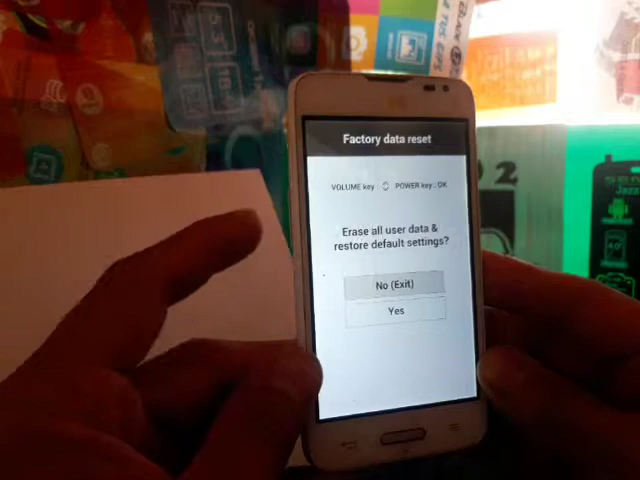 Factory data reset
VOLUME key : POWER key : OK
Erase all user data &
restore default settings?
No (Exit)
Yes